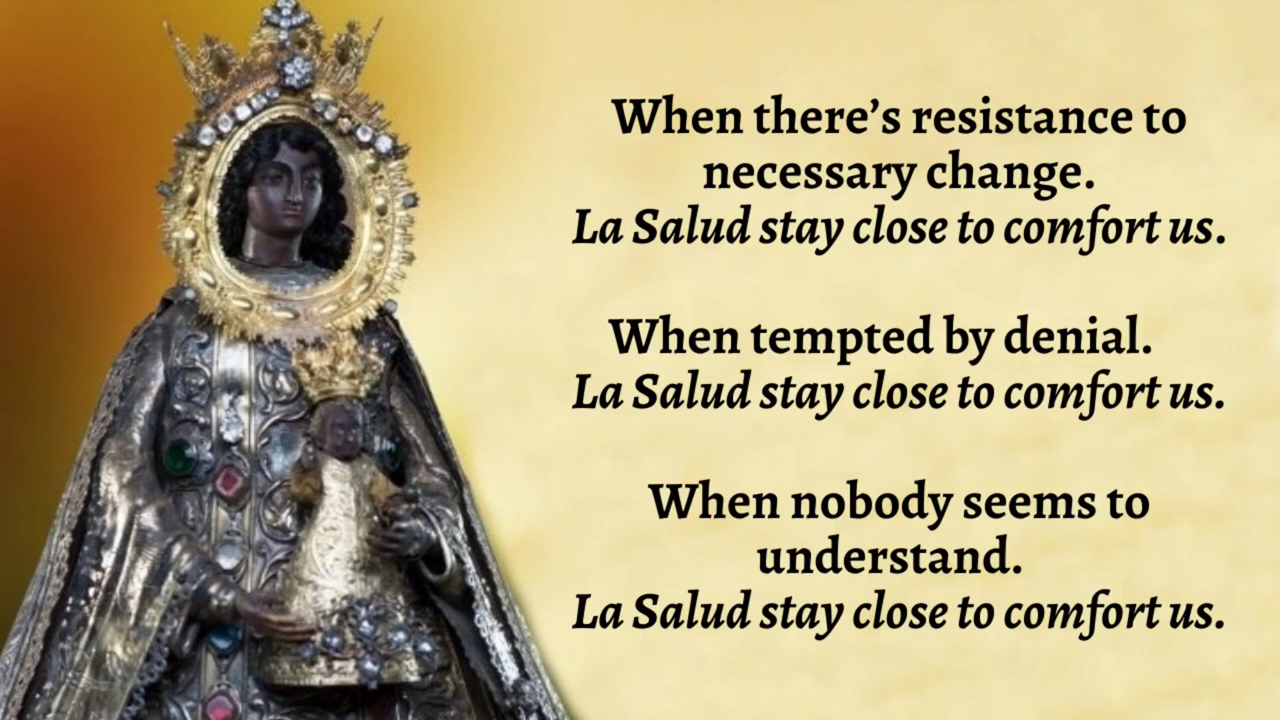 When there’s resistance to
necessary change.
La Salud stay close to comfort us.
When tempted by denial.
La Salud stay close to comfort us.
When nobody seems to
understand.
La Salud stay close to comfort us.